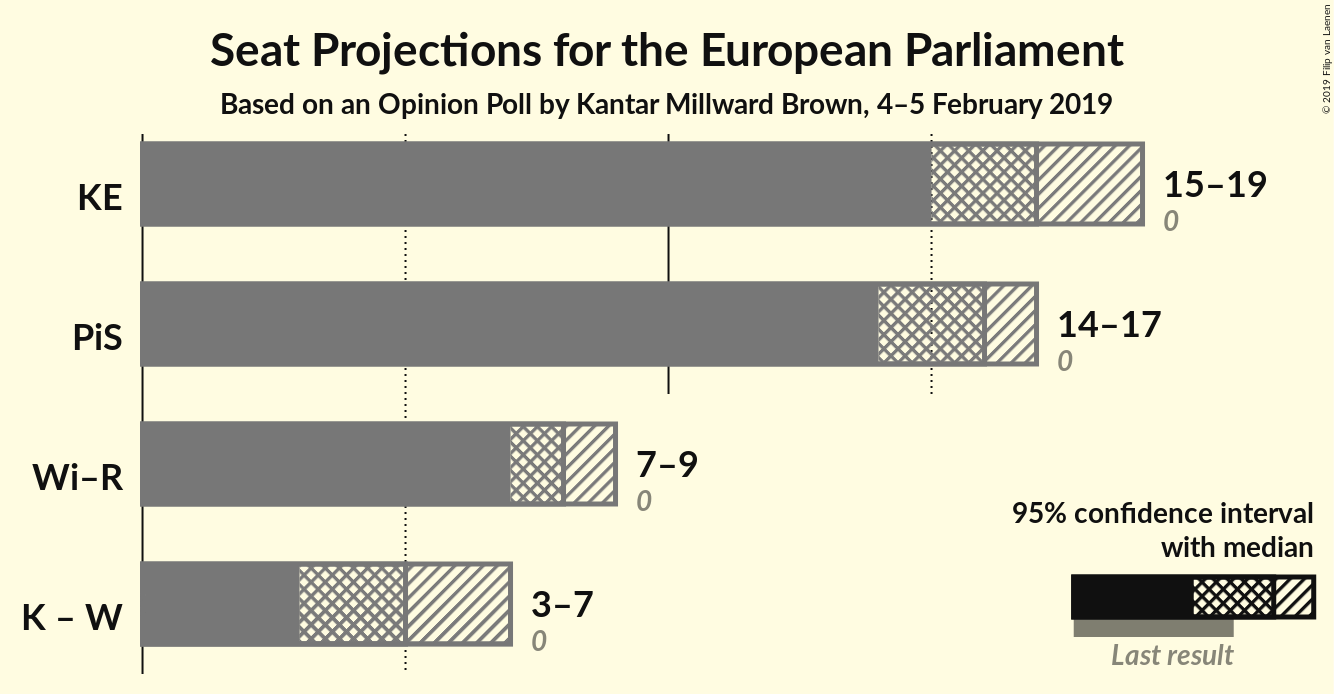 Seat Projections for the European Parliament
Based on an Opinion Poll by Kantar Millward Brown, 4–5 February 2019
© 2019 Filip van Laenen
KE
15–19
0
PiS
14–17
0
Wi–R
7–9
0
K – W
3–7
0
95% confidence interval
with median
Last result